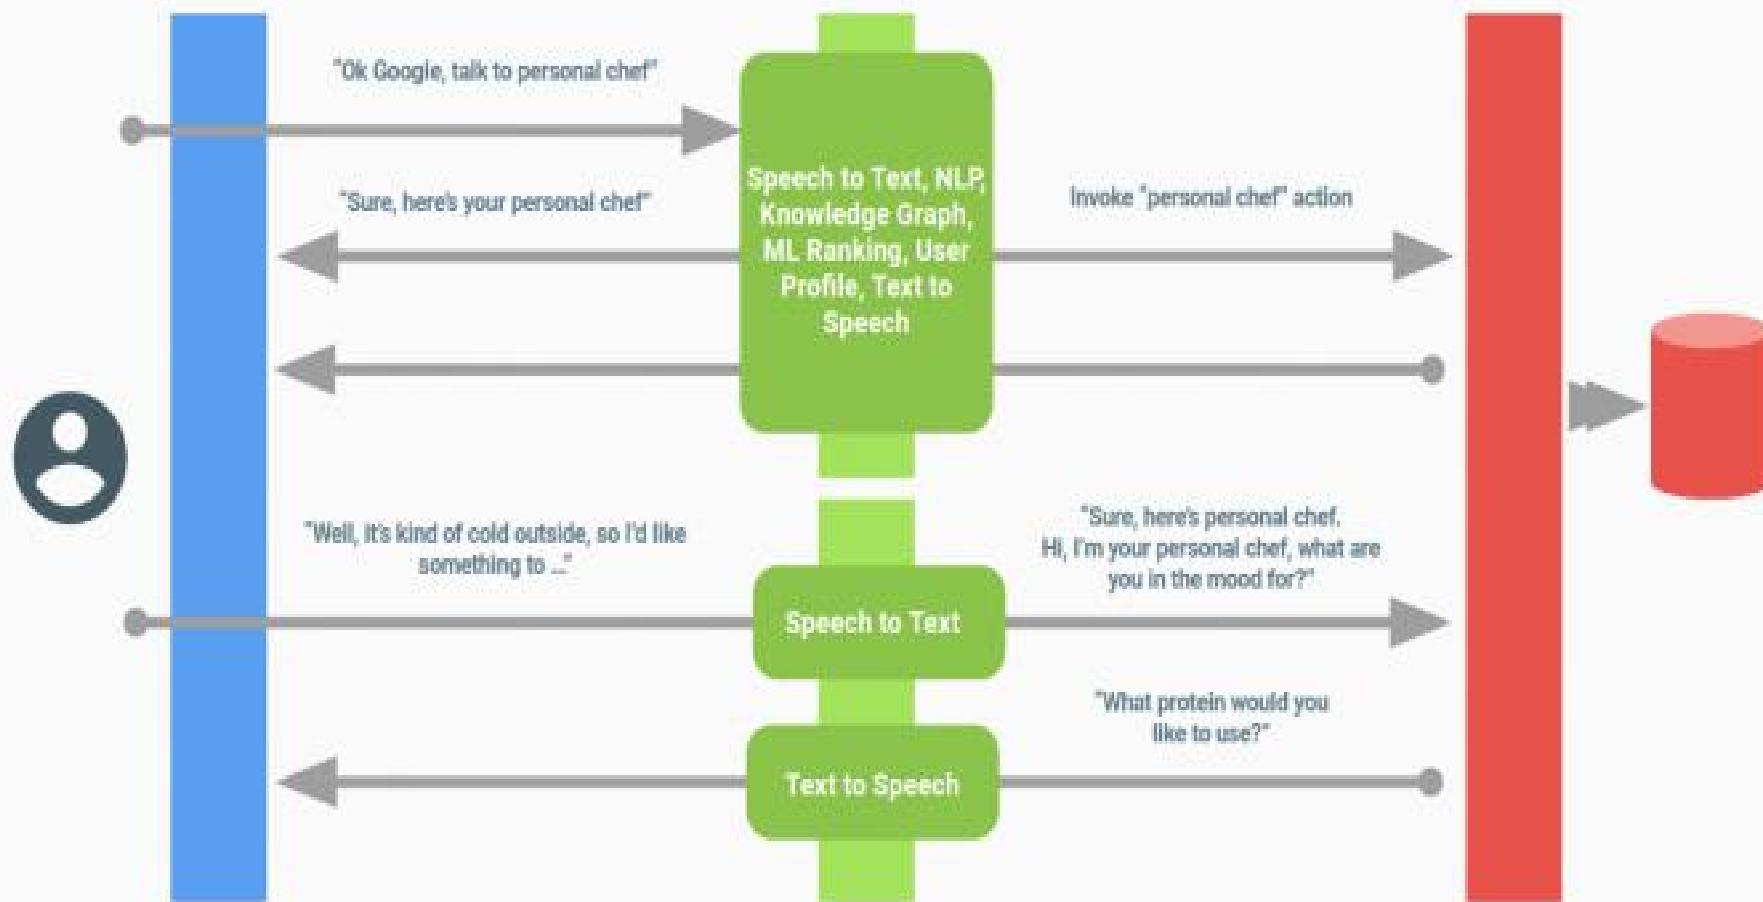 "Ok Google, talk to personal chef"
"Sure, here's your personal chef"
Speech to Text, NLP,
Knowledge Graph,
ML Ranking, User
Profile, Text to
Speech
Invoke "personal chef" action
"Well, it's kind of cold outside, so I'd like
something to ..."
Speech to Text
"Sure, here's personal chef.
Hi, I'm your personal chef, what are
you in the mood for?"
Text to Speech
"What protein would you
like to use?"